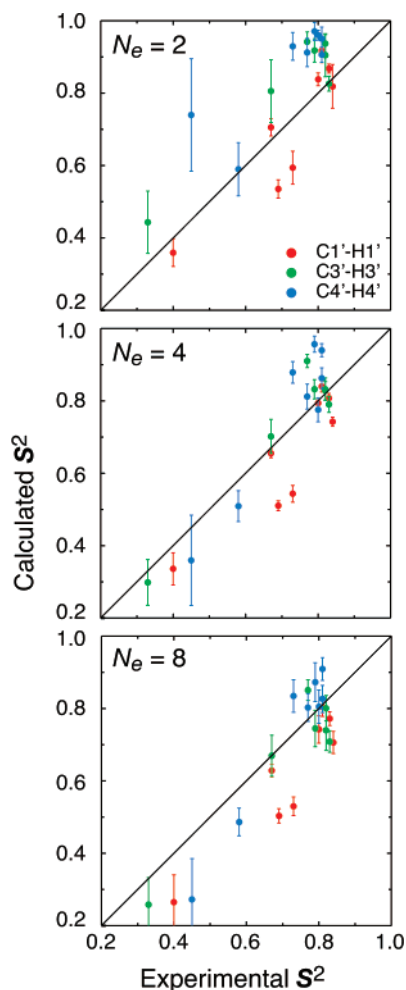 Nₑ = 2
1.0
0.8
0.6
0.4
0.2
C1'-H1'
C3'-H3'
C4'-H4'
Nₑ = 4
1.0
0.8
0.6
0.4
0.2
Calculated S²
Nₑ = 8
1.0
0.8
0.6
0.4
0.2
0.2 0.4 0.6 0.8 1.0
Experimental S²